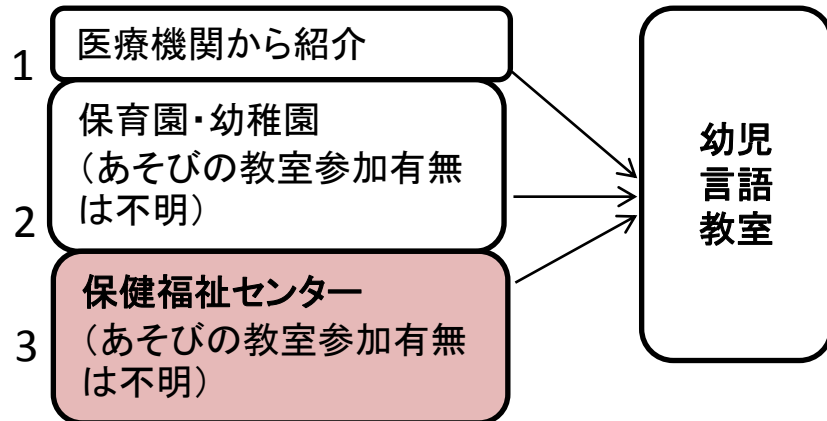 1
医療機関から紹介
2
保育園・幼稚園
(あそびの教室参加有無
は不明)
3
保健福祉センター
(あそびの教室参加有無
は不明)
幼児
言語
教室